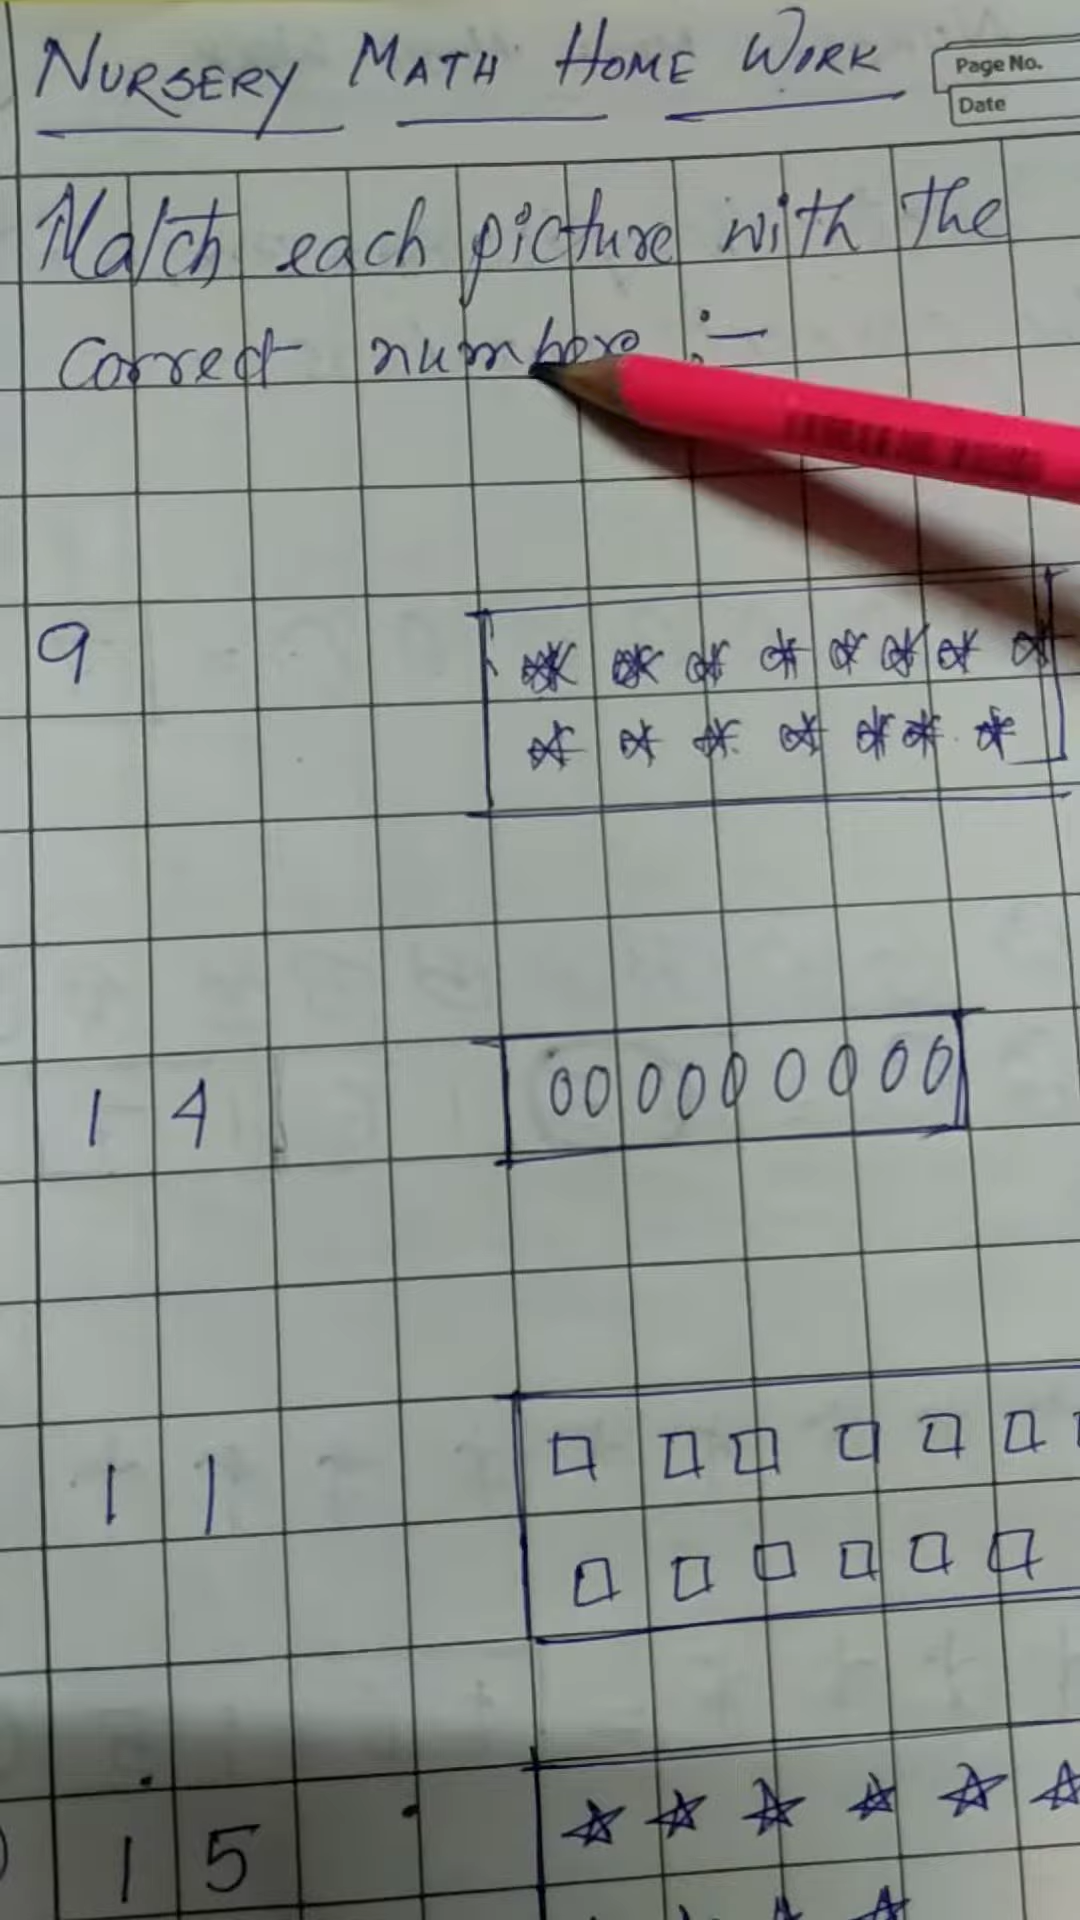 NURSERY MATH HOME WORK
Page No.
Date
Match each picture with the
correct number :-
9
14
11
15